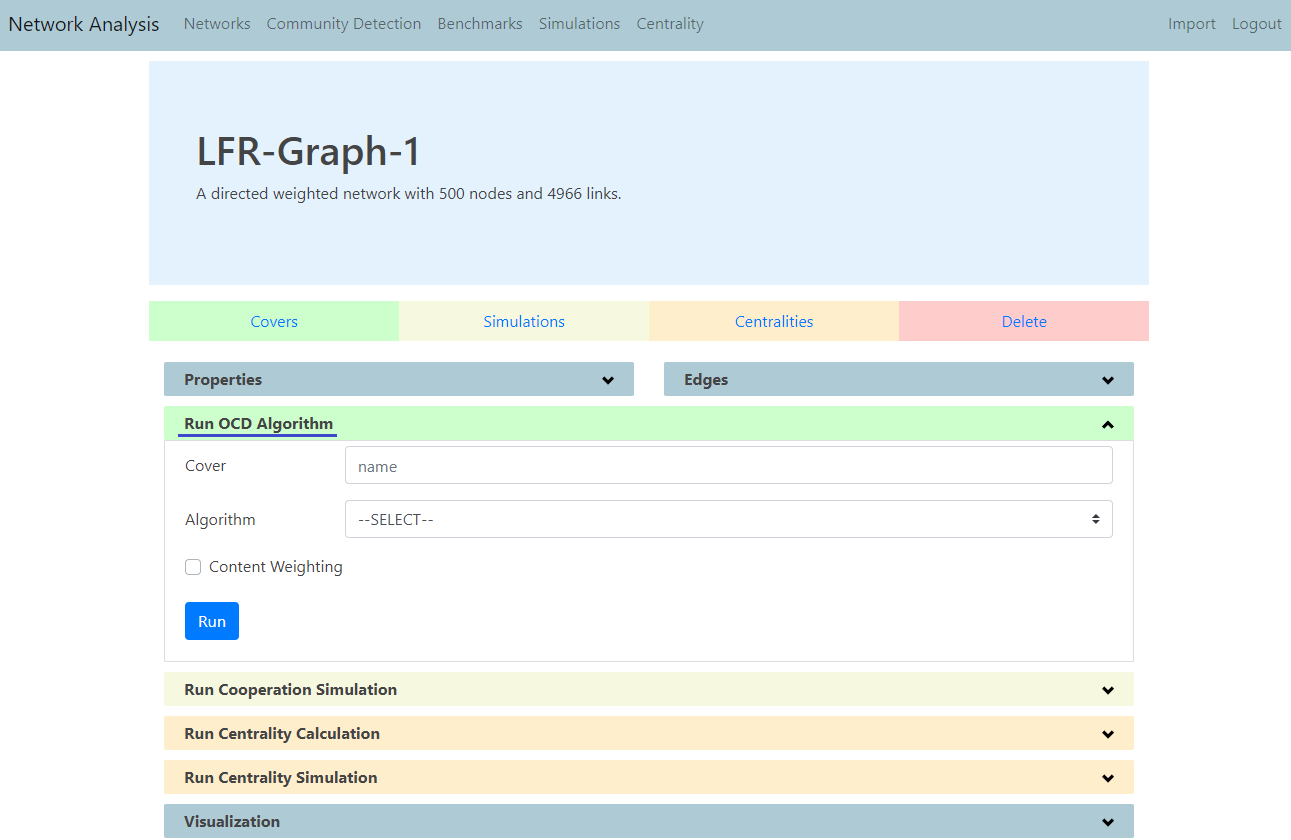 Network Analysis Networks Community Detection Benchmarks Simulations Centrality Import Logout
LFR-Graph-1
A directed weighted network with 500 nodes and 4966 links.
Covers Simulations Centralities Delete
Properties Edges
Run OCD Algorithm
Cover name
Algorithm --SELECT--
Content Weighting
Run
Run Cooperation Simulation
Run Centrality Calculation
Run Centrality Simulation
Visualization